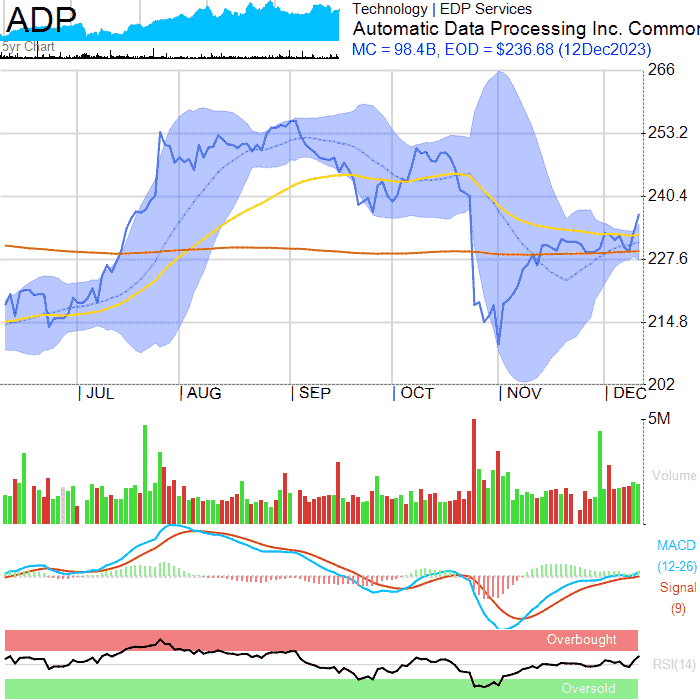 ADP
5yr Chart
Technology | EDP Services
Automatic Data Processing Inc. Common
MC = 98.4B, EOD = $236.68 (12Dec2023)
266
253.2
240.4
227.6
214.8
202
| JUL | AUG | SEP | OCT | NOV | DEC
5M
Volume
MACD
(12-26)
Signal
(9)
Overbought
RSI(14)
Oversold